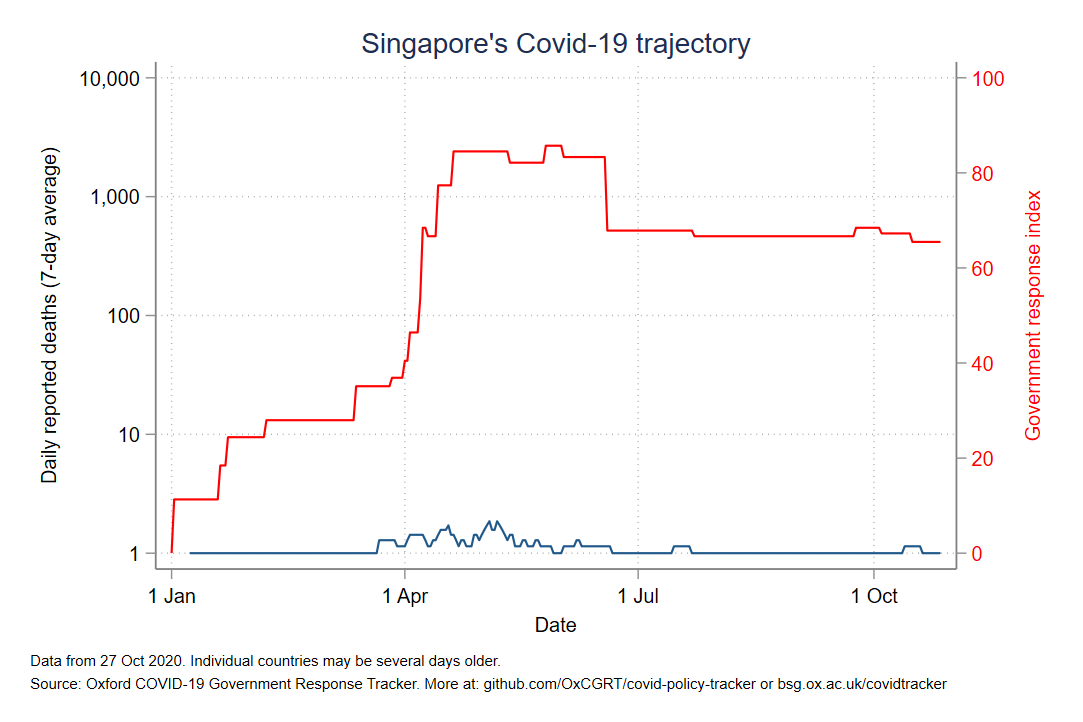 Singapore's Covid-19 trajectory
10,000
1,000
100
10
1
Daily reported deaths (7-day average)
100
80
60
40
20
0
Government response index
1 Jan
1 Apr
1 Jul
1 Oct
Date
Data from 27 Oct 2020. Individual countries may be several days older.
Source: Oxford COVID-19 Government Response Tracker. More at: github.com/OxCGRT/covid-policy-tracker or bsg.ox.ac.uk/covidtracker